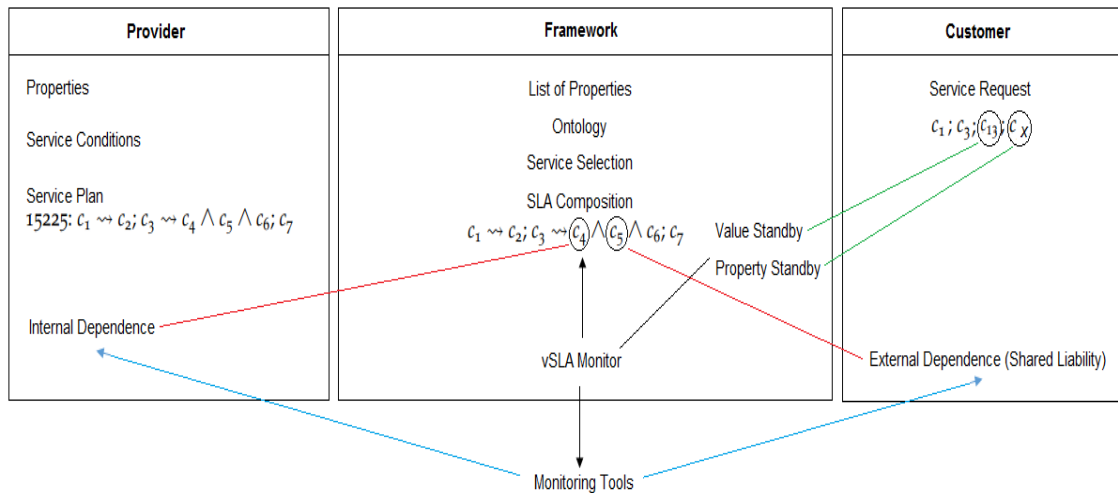 Provider
Properties
Service Conditions
Service Plan
15225: c₁ ⇝ c₂; c₃ ⇝ c₄ ∧ c₅ ∧ c₆; c₇
Internal Dependence
Framework
List of Properties
Ontology
Service Selection
SLA Composition
c₁ ⇝ c₂; c₃ ⇝ c₄ ∧ c₅ ∧ c₆; c₇
Value Standby
Property Standby
vSLA Monitor
Customer
Service Request
c₁; c₃; c₁₃; c_X
External Dependence (Shared Liability)
Monitoring Tools